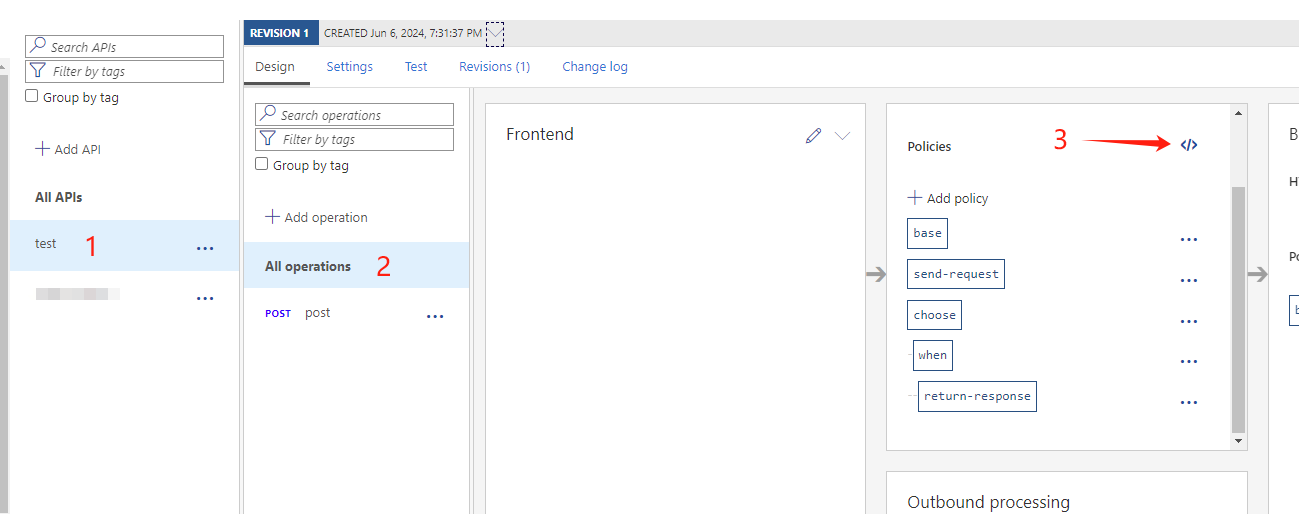 REVISION 1 CREATED Jun 6, 2024, 7:31:37 PM
Search APIs
Filter by tags
Group by tag
Add API
All APIs
test 1 ...
...
Design Settings Test Revisions (1) Change log
Search operations
Filter by tags
Group by tag
Add operation
All operations 2
POST post ...
Frontend
Policies 3 </>
Add policy
base ...
send-request ...
choose ...
when ...
return-response ...
Outbound processing